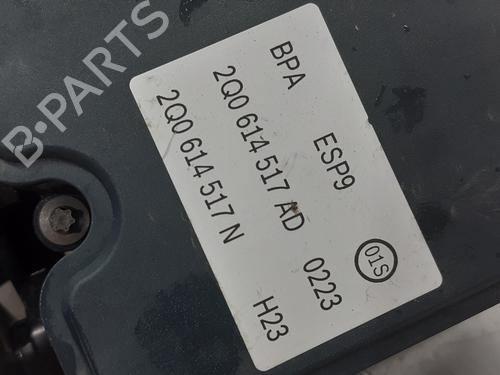 BPA ESP9 01S
2Q0 614 517 AD 0223
2Q0 614 517 N H23
B-PARTS